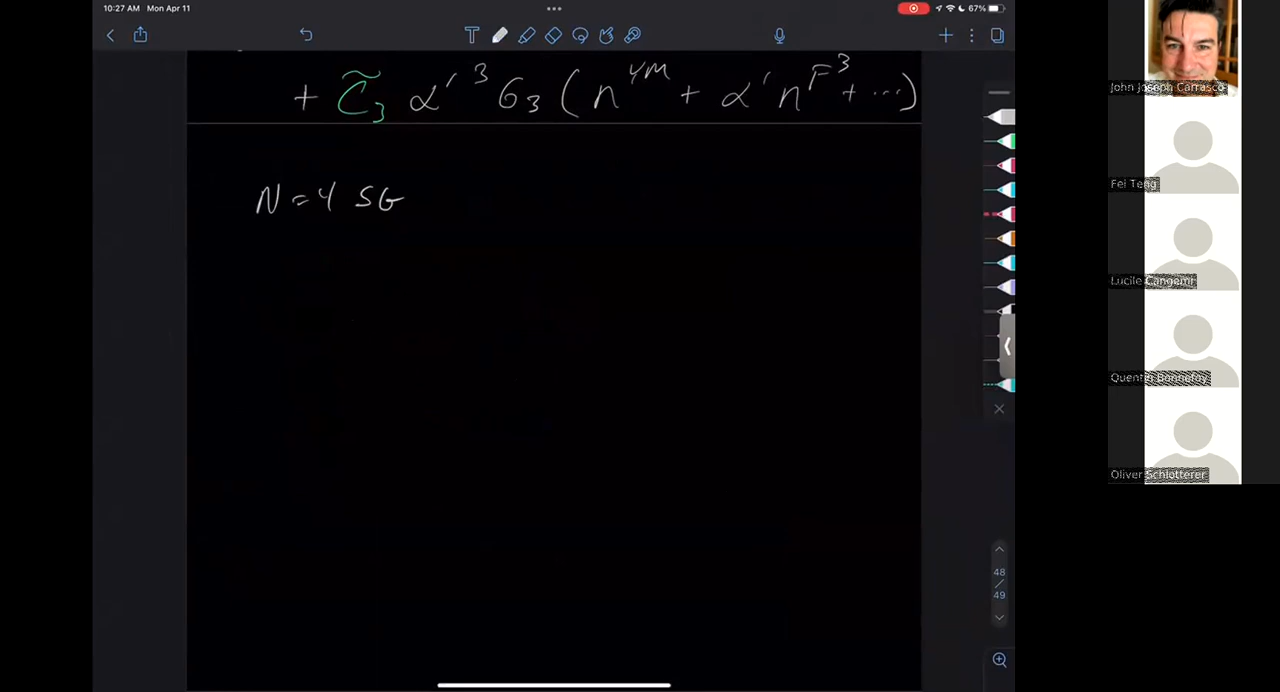 10:27 AM Mon Apr 11
67%
+ C̃₃ α'³ G₃ (n^YM + α' n^F³ + ...)
N=4 SG
48
49
John Joseph Carrasco
Fei Teng
Lucile Cangemi
Quentin Bonnefoy
Oliver Schlotterer